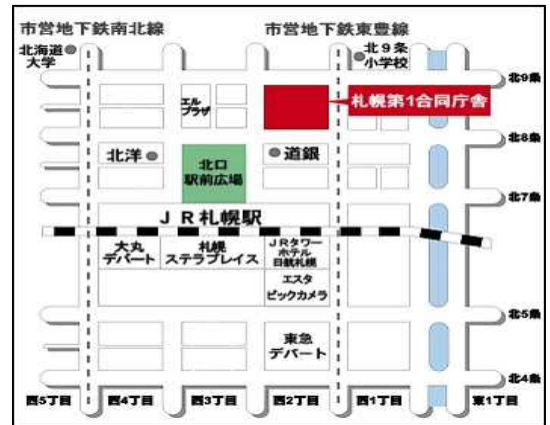 市営地下鉄南北線
市営地下鉄東豊線
北海道
大学
北9条
小学校
北9条
エル
プラザ
札幌第1合同庁舎
北8条
北洋
北口
駅前広場
道銀
北7条
JR札幌駅
大丸
デパート
札幌
ステラプレイス
JRタワー
ホテル
日航札幌
エスタ
ビックカメラ
北5条
東急
デパート
北4条
西5丁目
西4丁目
西3丁目
西2丁目
西1丁目
東1丁目